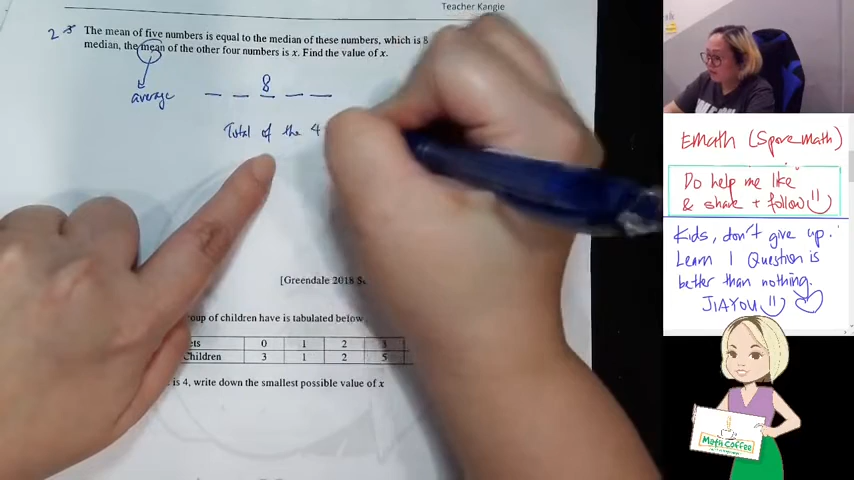 Teacher Kangie
2
The mean of five numbers is equal to the median of these numbers, which is 8
median, the mean of the other four numbers is x. Find the value of x.
8
average
Total of the 4
[Greendale 2018 S
oup of children have is tabulated below
ets 0 1 2 3
Children 3 1 2 5
is 4, write down the smallest possible value of x
Emath (Spore math)
Do help me like
& share + follow
Kids, don't give up.
Learn 1 Question is
better than nothing.
JIAYOU
Math Coffee